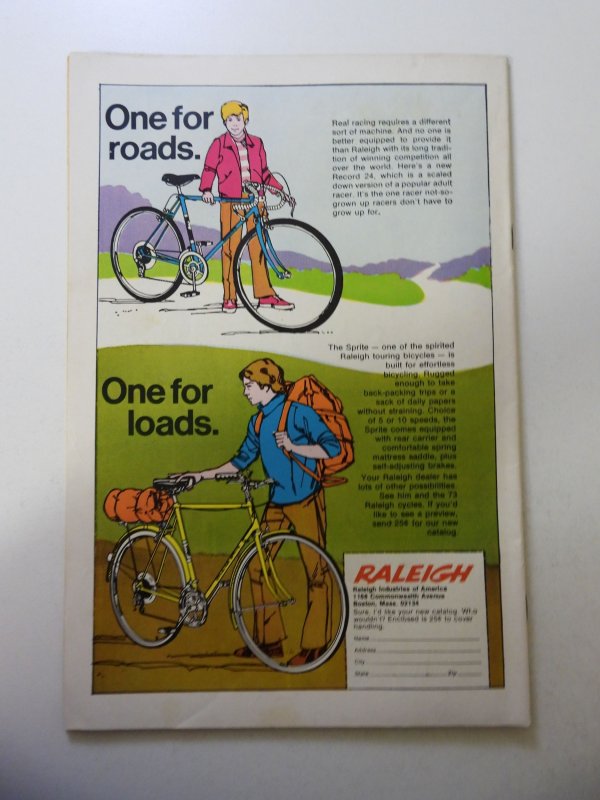 One for
roads.
Real racing requires a different
sort of machine. And no one is
better equipped to provide it
than Raleigh with its long tradi-
tion of winning competition all
over the world. Here's a new
Record 24, which is a scaled
down version of a popular adult
racer. It's the one racer not-so-
grown up racers don't have to
grow up for.
The Sprite — one of the spirited
Raleigh touring bicycles — is
built for effortless
bicycling. Rugged
enough to take
back-packing trips or a
sack of daily papers
without straining. Choice
of 5 or 10 speeds, the
Sprite comes equipped
with rear carrier and
comfortable spring
mattress saddle, plus
self-adjusting brakes.
Your Raleigh dealer has
lots of other possibilities.
See him and the 73
Raleigh cycles. If you'd
like to see a preview,
send 25¢ for our new
catalog.
One for
loads.
RALEIGH
Raleigh Industries of America
1168 Commonwealth Avenue
Boston, Mass. 02134
Sure. I'd like your new catalog. Who
wouldn't? Enclosed is 25¢ to cover
handling.
Name
Address
City
State Zip